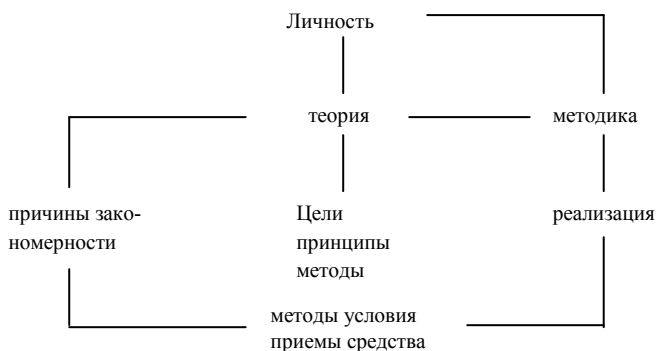 Личность
теория
методика
причины зако-
номерности
Цели
принципы
методы
реализация
методы условия
приемы средства